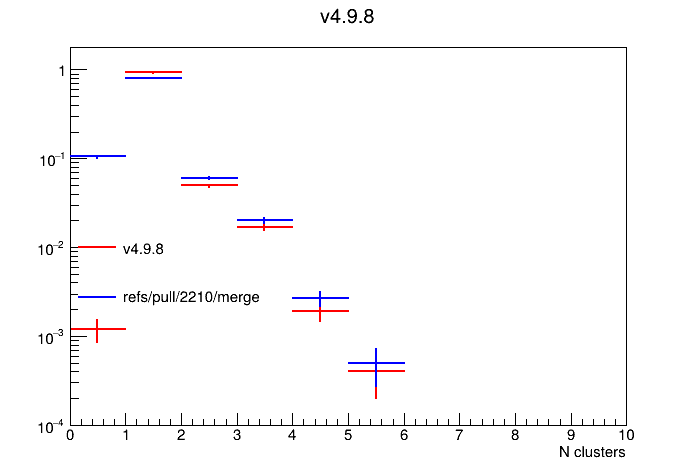 v4.9.8
1
10⁻¹
10⁻²
v4.9.8
refs/pull/2210/merge
10⁻³
10⁻⁴
0 1 2 3 4 5 6 7 8 9 10
N clusters